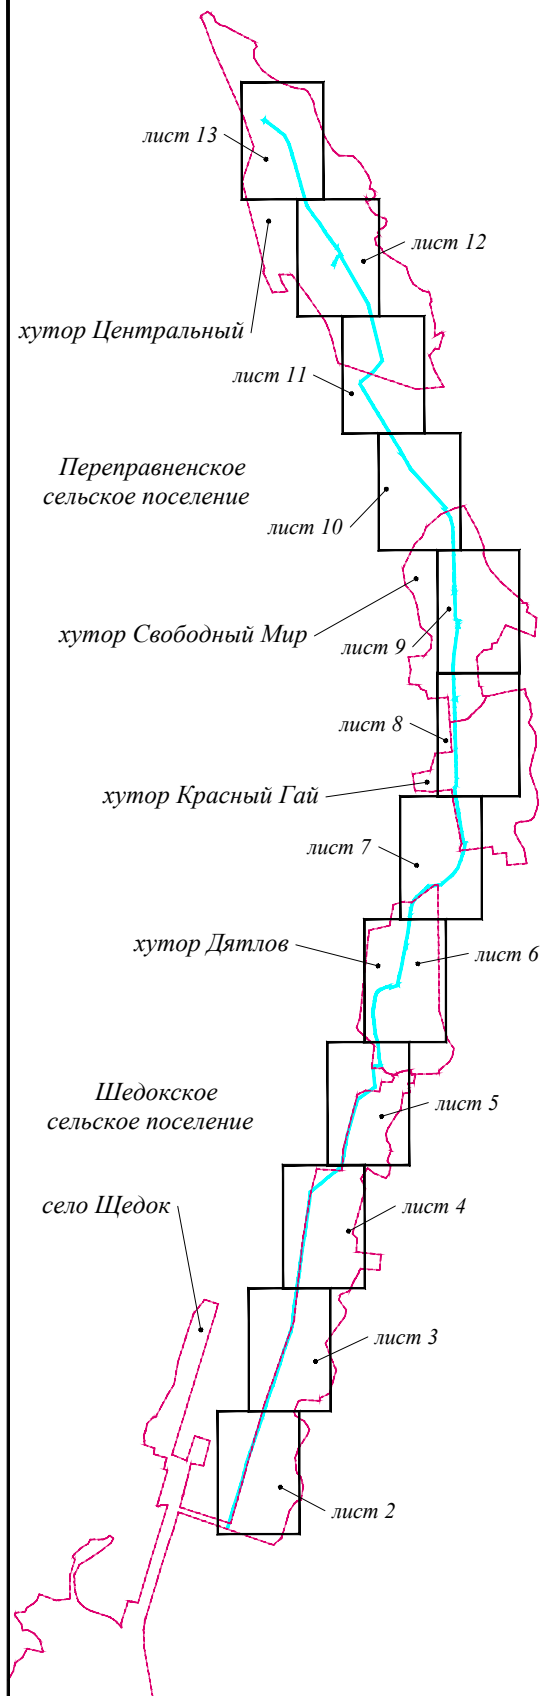 лист 13
лист 12
хутор Центральный
лист 11
Переправненское
сельское поселение
лист 10
хутор Свободный Мир
лист 9
лист 8
хутор Красный Гай
лист 7
хутор Дятлов
лист 6
Шедокское
сельское поселение
лист 5
село Щедок
лист 4
лист 3
лист 2